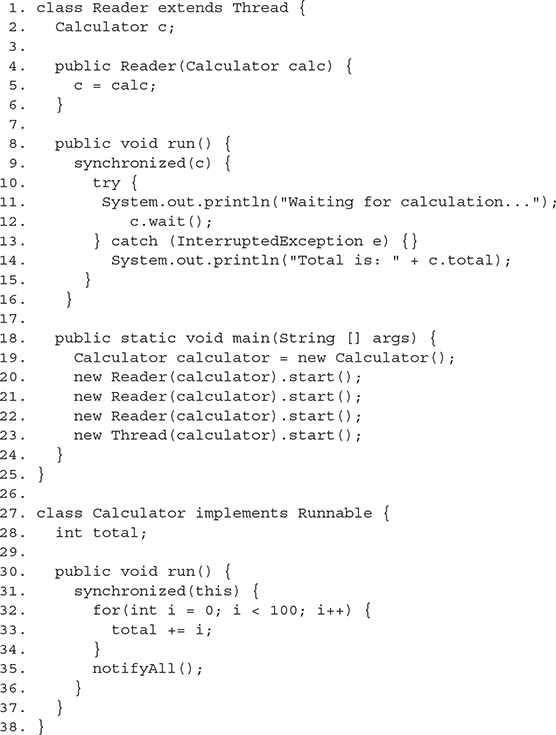 1. class Reader extends Thread {
2.   Calculator c;
3.
4.   public Reader(Calculator calc) {
5.     c = calc;
6.   }
7.
8.   public void run() {
9.     synchronized(c) {
10.       try {
11.        System.out.println("Waiting for calculation...");
12.           c.wait();
13.       } catch (InterruptedException e) {}
14.         System.out.println("Total is: " + c.total);
15.      }
16.    }
17.
18.   public static void main(String [] args) {
19.     Calculator calculator = new Calculator();
20.     new Reader(calculator).start();
21.     new Reader(calculator).start();
22.     new Reader(calculator).start();
23.     new Thread(calculator).start();
24.   }
25. }
26.
27. class Calculator implements Runnable {
28.   int total;
29.
30.   public void run() {
31.     synchronized(this) {
32.       for(int i = 0; i < 100; i++) {
33.         total += i;
34.       }
35.       notifyAll();
36.     }
37.   }
38. }